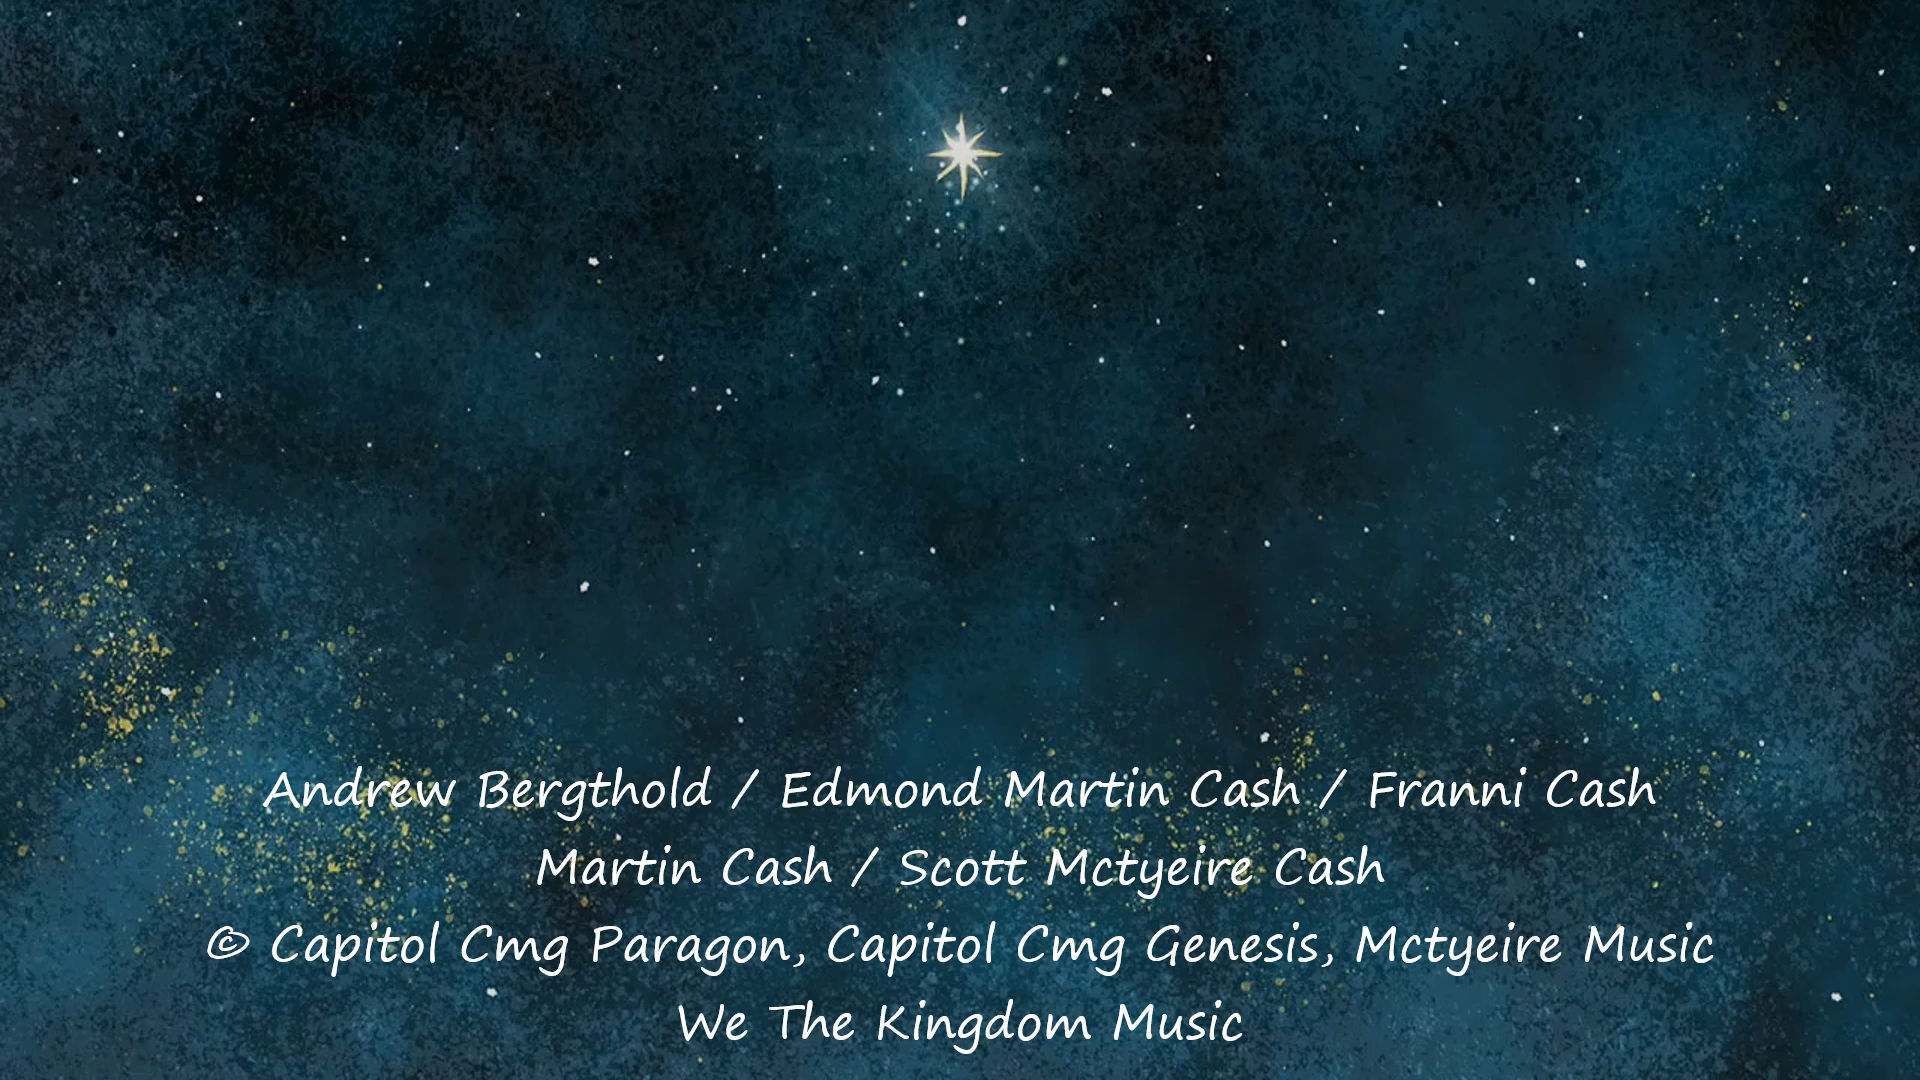 Andrew Bergthold / Edmond Martin Cash / Franni Cash
Martin Cash / Scott Mctyeire Cash
© Capitol Cmg Paragon, Capitol Cmg Genesis, Mctyeire Music
We The Kingdom Music